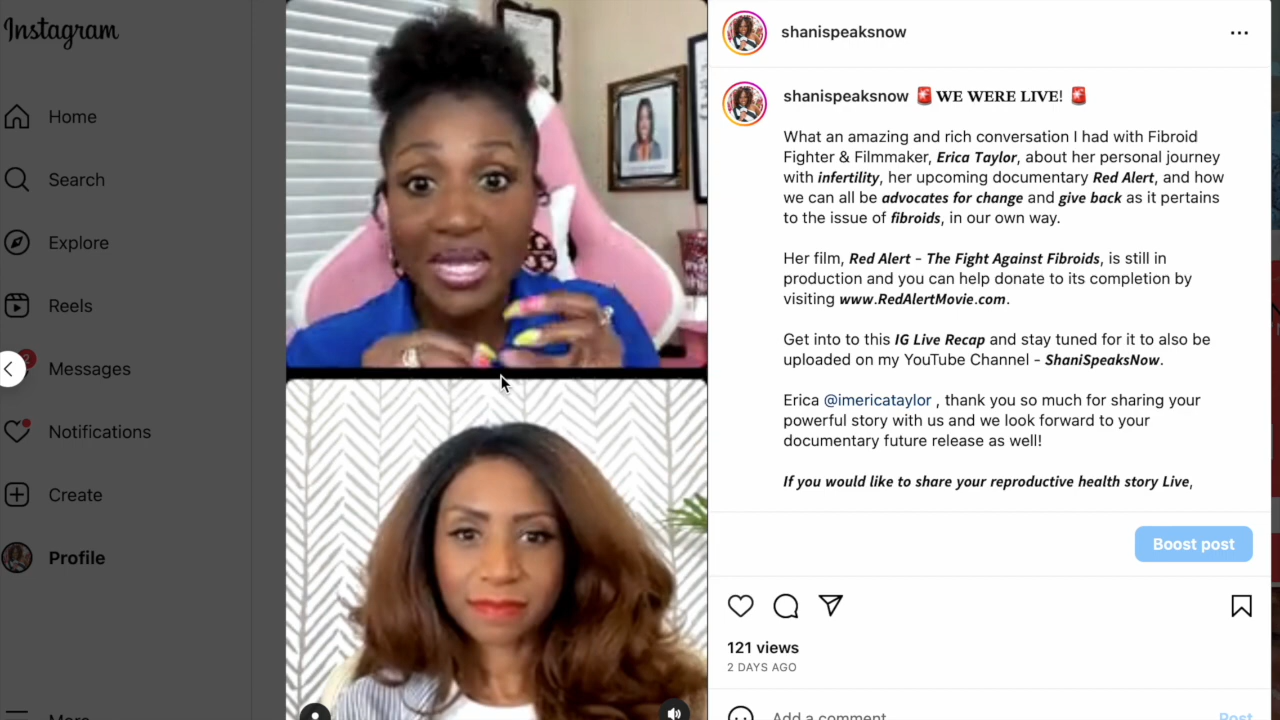 Instagram
Home
Search
Explore
Reels
2
Messages
Notifications
Create
Profile
shanispeaksnow
shanispeaksnow 🚨 WE WERE LIVE! 🚨
What an amazing and rich conversation I had with Fibroid
Fighter & Filmmaker, Erica Taylor, about her personal journey
with infertility, her upcoming documentary Red Alert, and how
we can all be advocates for change and give back as it pertains
to the issue of fibroids, in our own way.
Her film, Red Alert - The Fight Against Fibroids, is still in
production and you can help donate to its completion by
visiting www.RedAlertMovie.com.
Get into to this IG Live Recap and stay tuned for it to also be
uploaded on my YouTube Channel - ShaniSpeaksNow.
Erica @imericataylor , thank you so much for sharing your
powerful story with us and we look forward to your
documentary future release as well!
If you would like to share your reproductive health story Live,
Boost post
121 views
2 DAYS AGO
Add a comment
Post